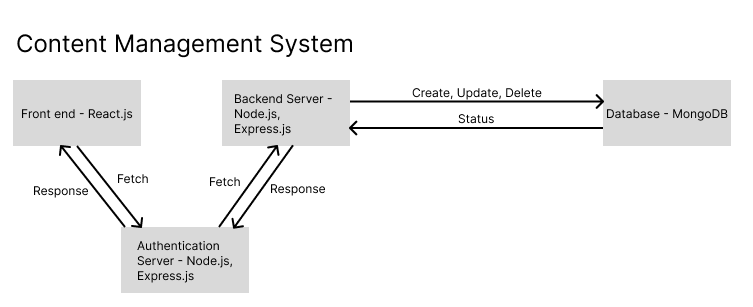 Content Management System
Front end - React.js
Backend Server -
Node.js,
Express.js
Create, Update, Delete
Status
Database - MongoDB
Response
Fetch
Fetch
Response
Authentication
Server - Node.js,
Express.js